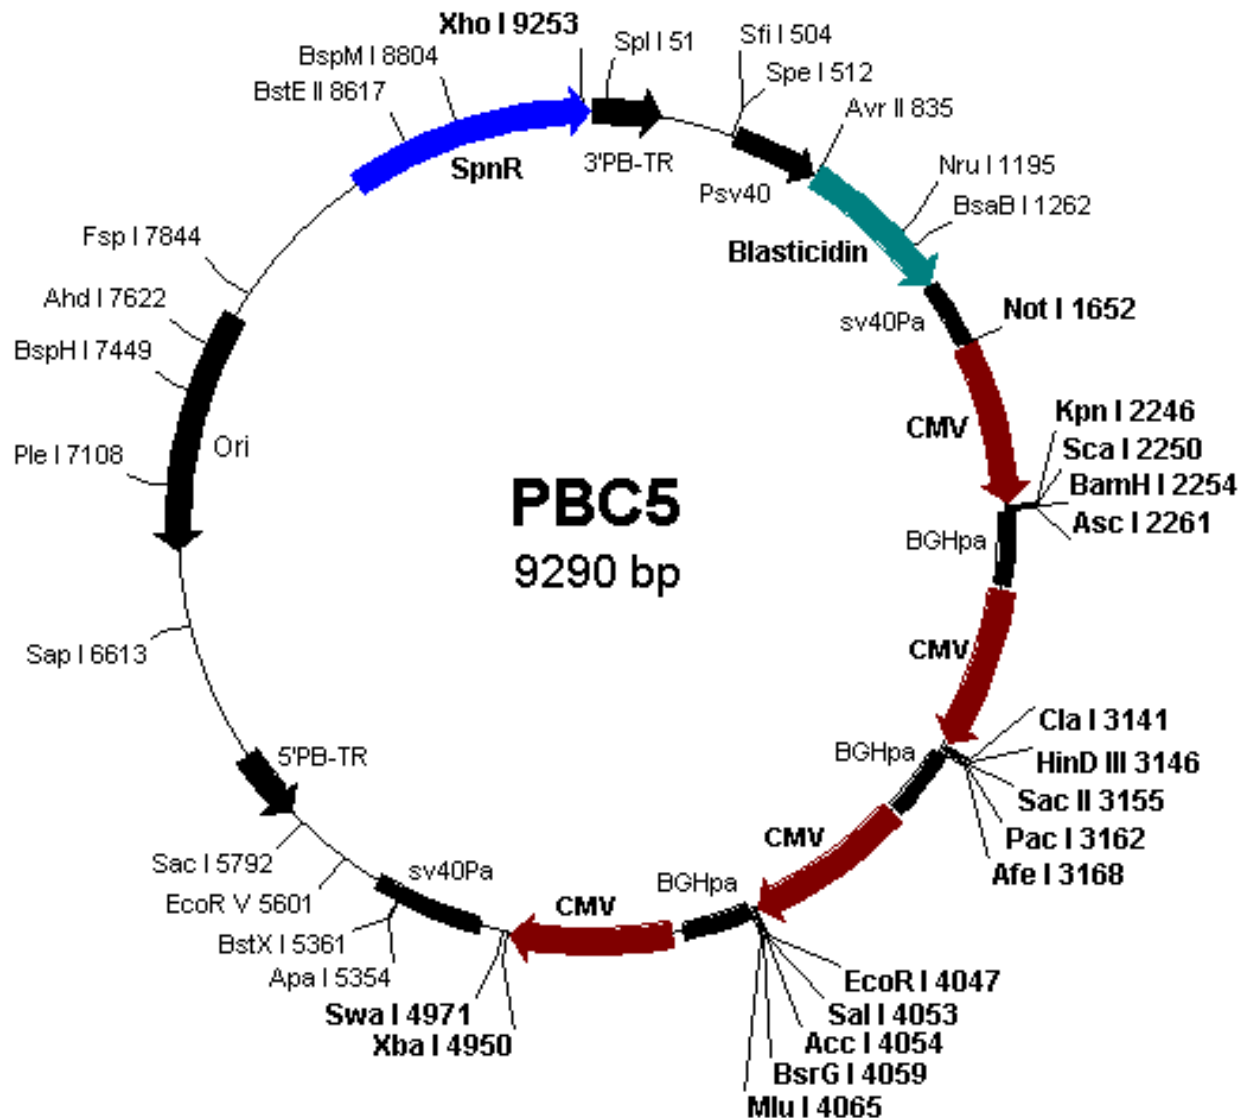 Xho I 9253
Spl I 51
Sfi I 504
Spe I 512
Avr II 835
BspM I 8804
BstE II 8617
SpnR
3'PB-TR
Psv40
Nru I 1195
BsaB I 1262
Blasticidin
sv40Pa
Not I 1652
Fsp I 7844
Ahd I 7622
BspH I 7449
Ple I 7108
Ori
CMV
Kpn I 2246
Sca I 2250
BamH I 2254
Asc I 2261
PBC5
9290 bp
BGHpa
CMV
Sap I 6613
Cla I 3141
HinD III 3146
Sac II 3155
Pac I 3162
Afe I 3168
BGHpa
5'PB-TR
CMV
Sac I 5792
EcoR V 5601
BstX I 5361
Apa I 5354
sv40Pa
CMV
BGHpa
Swa I 4971
Xba I 4950
EcoR I 4047
Sal I 4053
Acc I 4054
BsrG I 4059
Mlu I 4065